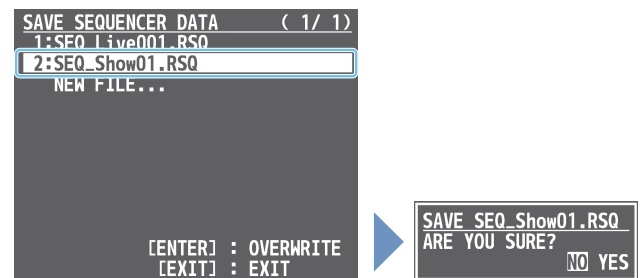 SAVE SEQUENCER DATA ( 1/ 1)
1:SEQ_Live001.RSQ
2:SEQ_Show01.RSQ
NEW FILE...
[ENTER] : OVERWRITE
[EXIT] : EXIT
SAVE SEQ_Show01.RSQ
ARE YOU SURE?
NO YES